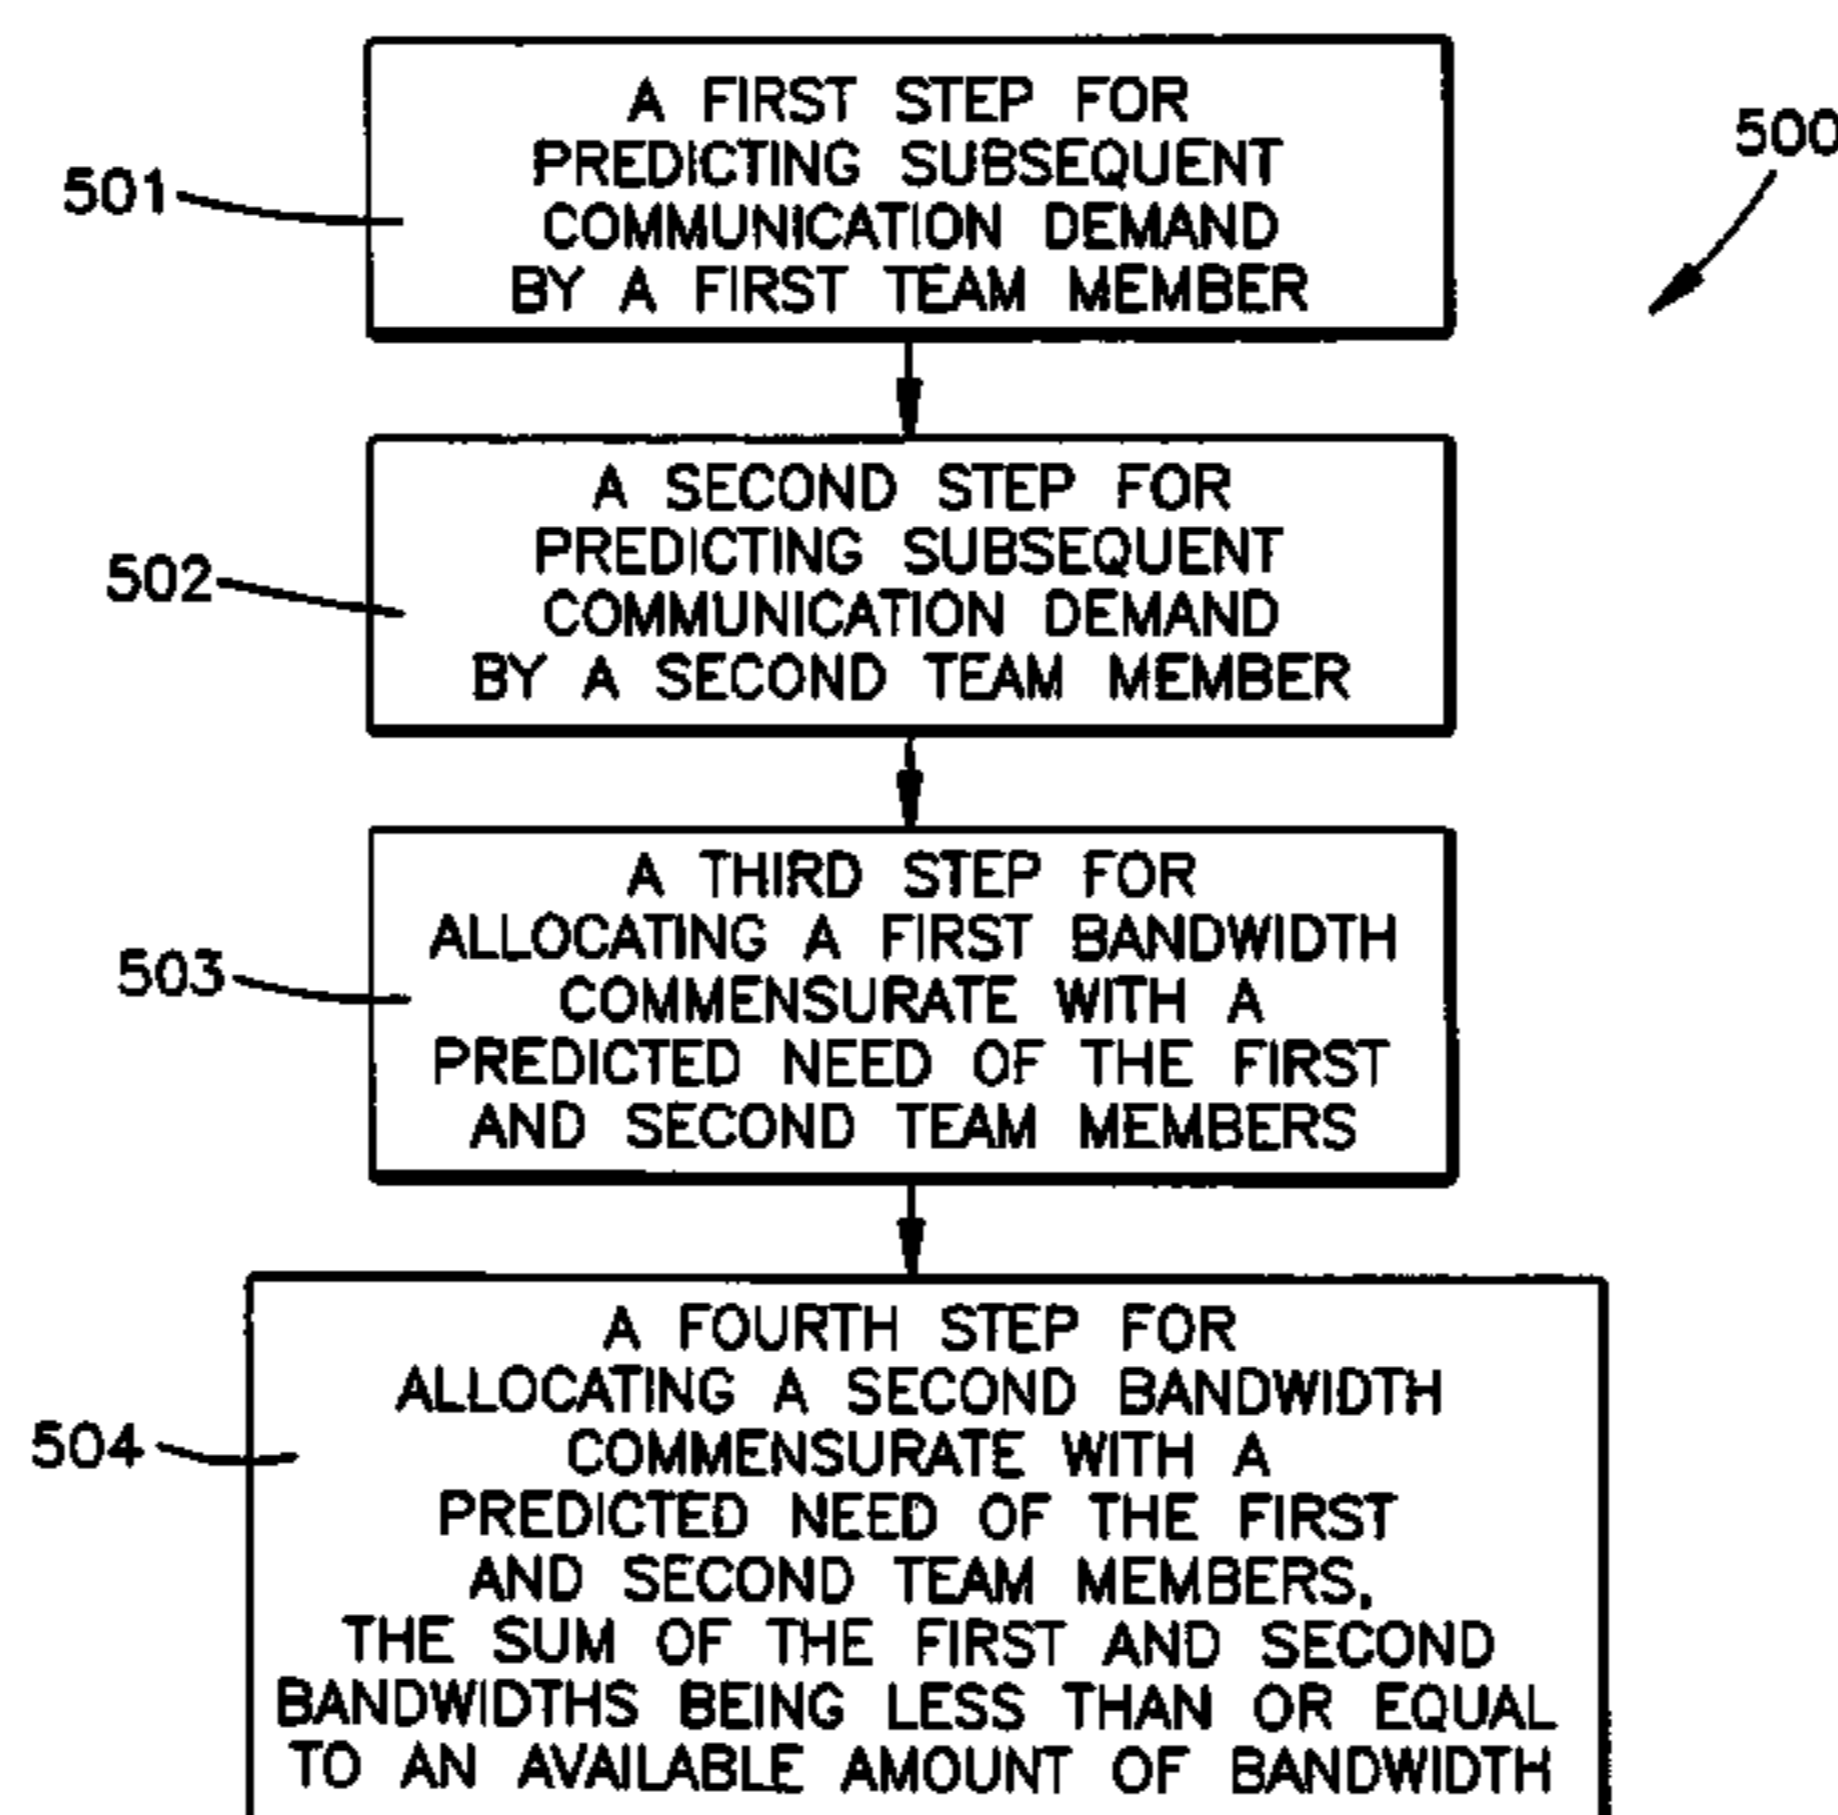 500
501
A FIRST STEP FOR
PREDICTING SUBSEQUENT
COMMUNICATION DEMAND
BY A FIRST TEAM MEMBER
502
A SECOND STEP FOR
PREDICTING SUBSEQUENT
COMMUNICATION DEMAND
BY A SECOND TEAM MEMBER
503
A THIRD STEP FOR
ALLOCATING A FIRST BANDWIDTH
COMMENSURATE WITH A
PREDICTED NEED OF THE FIRST
AND SECOND TEAM MEMBERS
504
A FOURTH STEP FOR
ALLOCATING A SECOND BANDWIDTH
COMMENSURATE WITH A
PREDICTED NEED OF THE FIRST
AND SECOND TEAM MEMBERS,
THE SUM OF THE FIRST AND SECOND
BANDWIDTHS BEING LESS THAN OR EQUAL
TO AN AVAILABLE AMOUNT OF BANDWIDTH